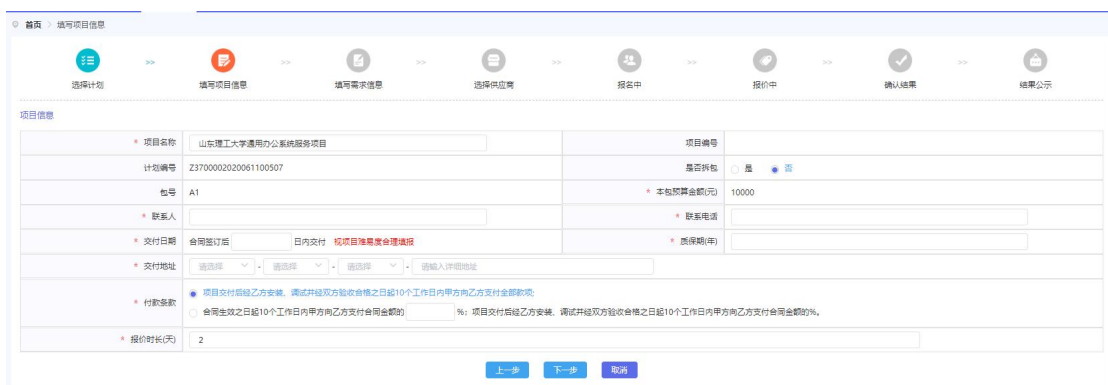 首页 > 填写项目信息
选择计划 >> 填写项目信息 >> 填写需求信息 >> 选择供应商 >> 报名中 >> 报价中 >> 确认结果 >> 结果公示
项目信息
* 项目名称 山东理工大学通用办公系统服务项目 项目编号
计划编号 Z3700002020061100507 是否拆包 是 否
包号 A1 * 本包预算金额(元) 10000
* 联系人 * 联系电话
* 交付日期 合同签订后 日内交付 视项目难易度合理填报 * 质保期(年)
* 交付地址 请选择 - 请选择 - 请选择 - 请输入详细地址
* 付款条款 项目交付后经乙方安装、调试并经双方验收合格之日起10个工作日内甲方向乙方支付全部款项;
合同生效之日起10个工作日内甲方向乙方支付合同金额的 %; 项目交付后经乙方安装、调试并经双方验收合格之日起10个工作日内甲方向乙方支付合同金额的%。
* 报价时长(天) 2
上一步 下一步 取消